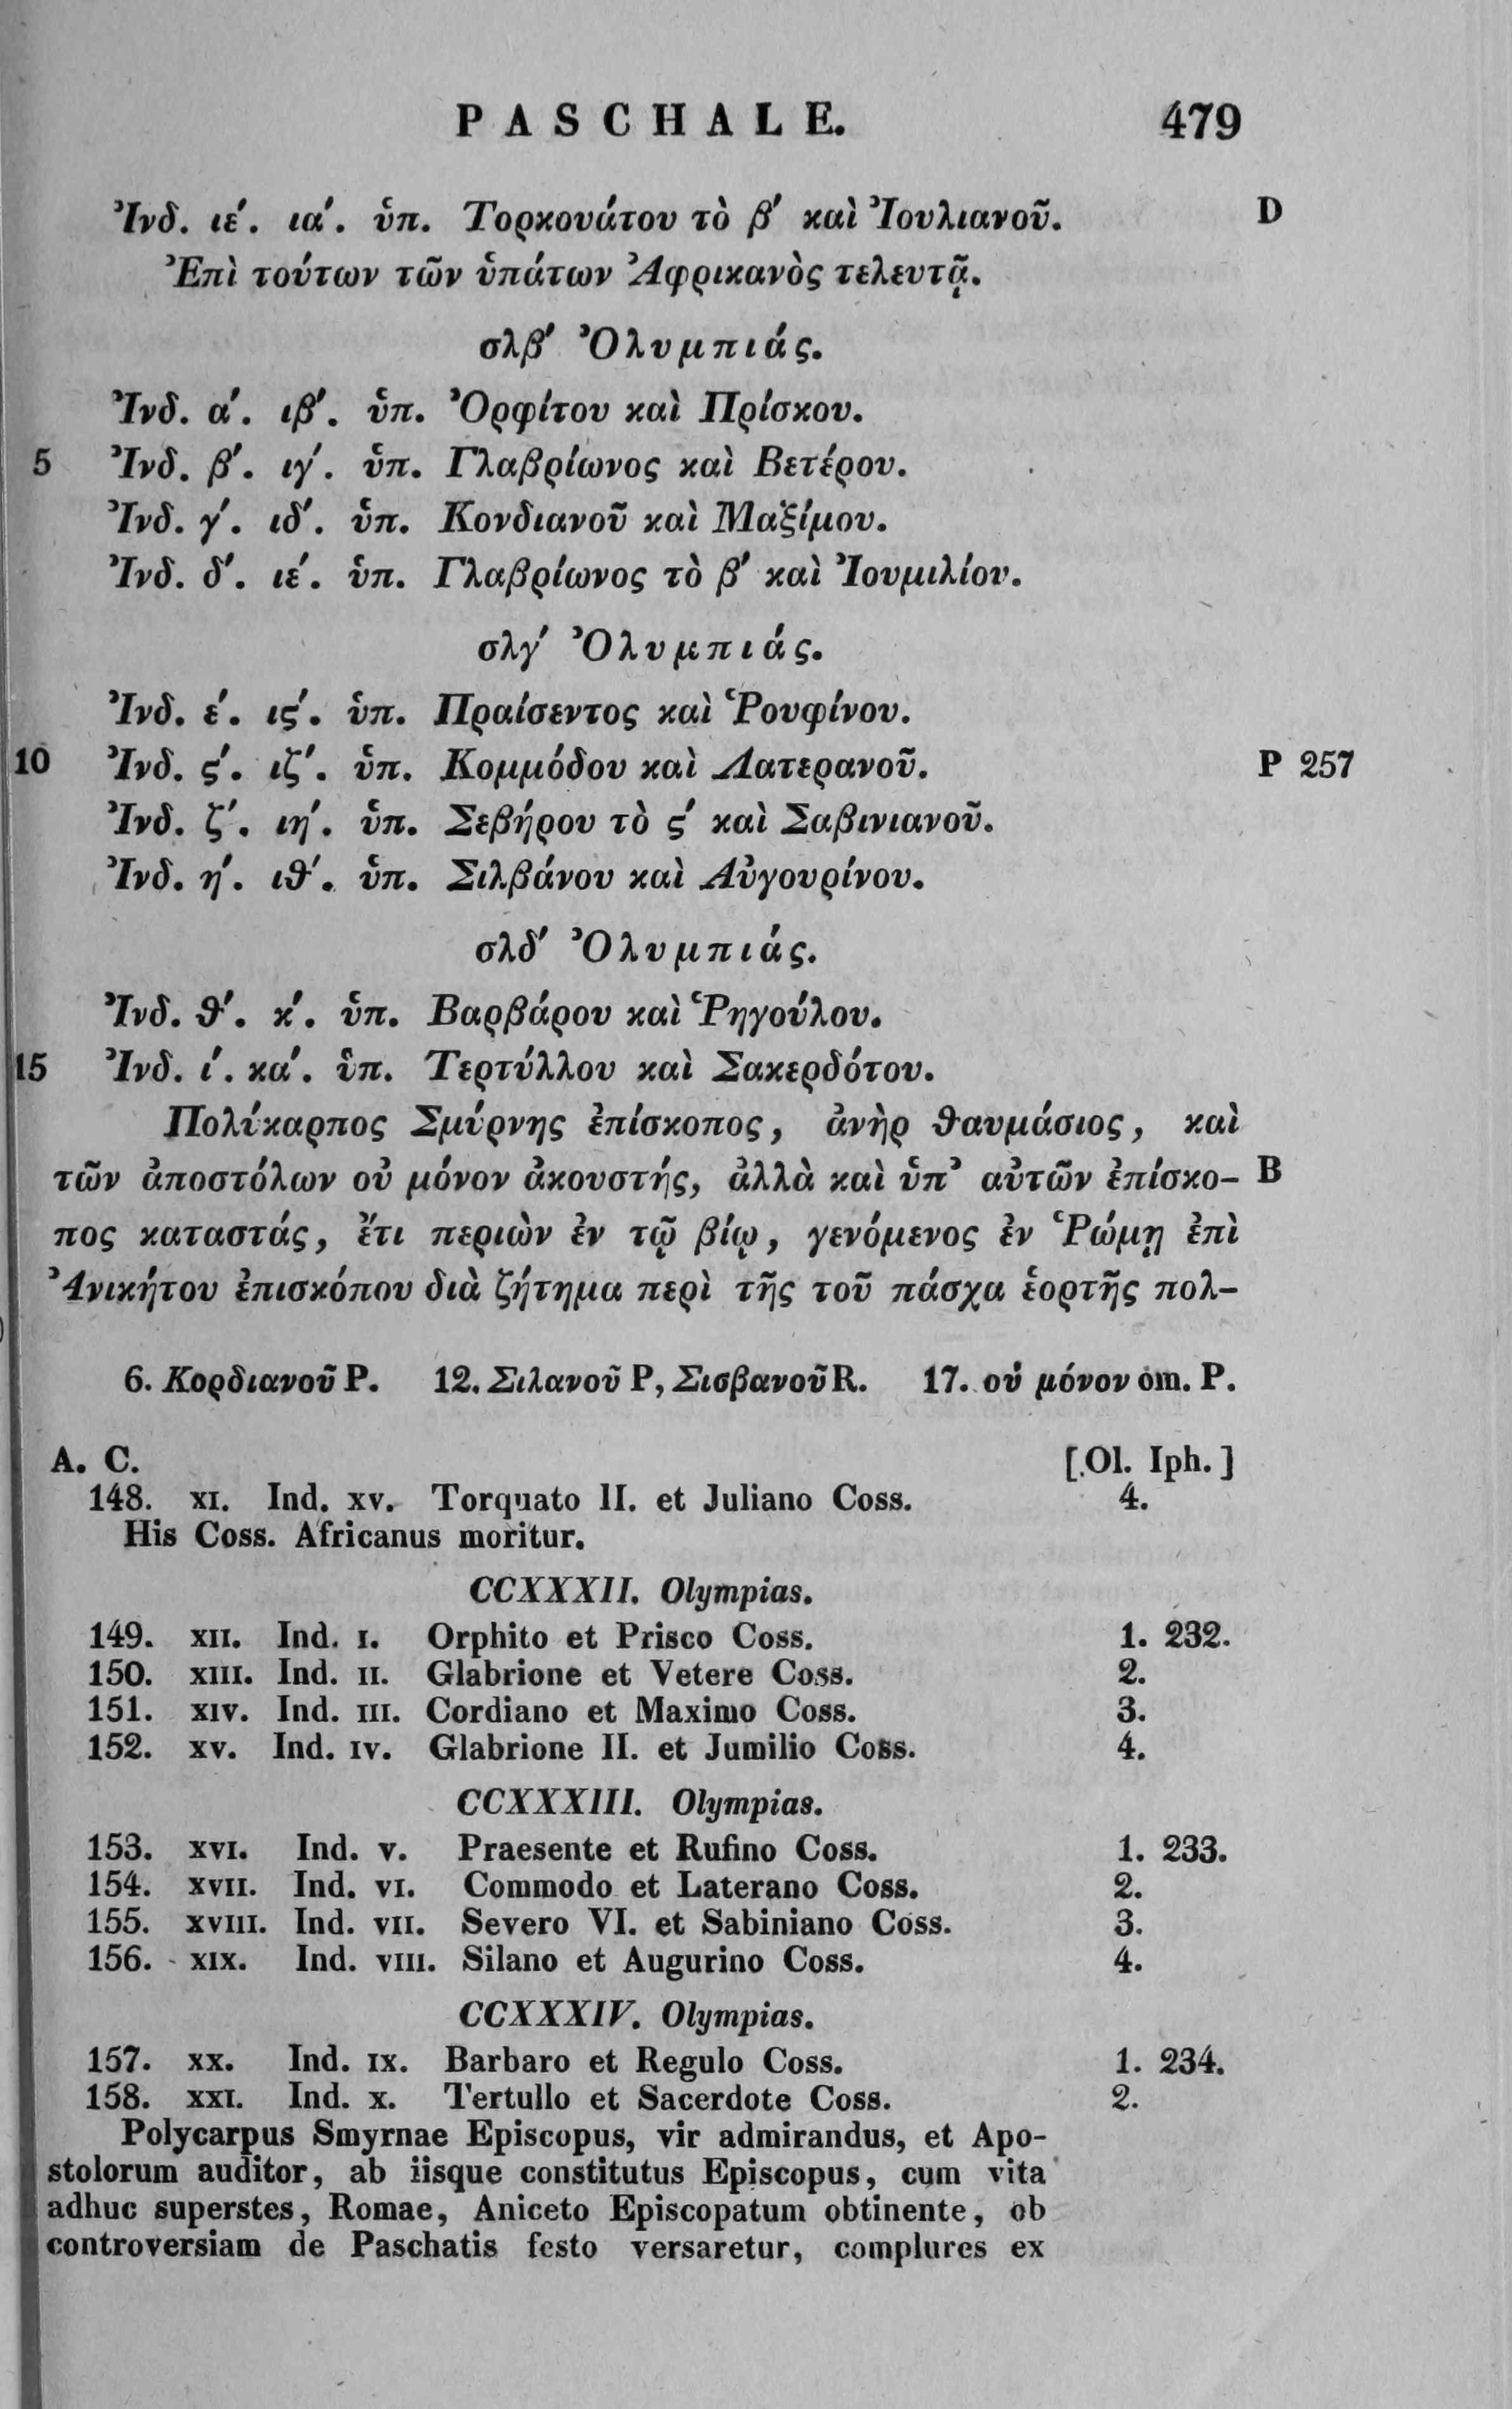 PASCHALE. 479
Ἰνδ. ιέ. ια΄. ὑπ. Τορκουάτου τὸ β΄ καὶ Ἰουλιανοῦ. D
Ἐπὶ τούτων τῶν ὑπάτων Ἀφρικανὸς τελευτᾷ.
σλβ΄ Ὀλυμπιάς.
Ἰνδ. α΄. ιβ΄. ὑπ. Ὀρφίτου καὶ Πρίσκου.
5 Ἰνδ. β΄. ιγ΄. ὑπ. Γλαβρίωνος καὶ Βετέρου.
Ἰνδ. γ΄. ιδ΄. ὑπ. Κονδιανοῦ καὶ Μαξίμου.
Ἰνδ. δ΄. ιέ. ὑπ. Γλαβρίωνος τὸ β΄ καὶ Ἰουμιλίου.
σλγ΄ Ὀλυμπιάς.
Ἰνδ. έ. ις΄. ὑπ. Πραίσεντος καὶ Ῥουφίνου.
10 Ἰνδ. ς΄. ιζ΄. ὑπ. Κομμόδου καὶ Λατερανοῦ. P 257
Ἰνδ. ζ΄. ιη΄. ὑπ. Σεβήρου τὸ ς΄ καὶ Σαβινιανοῦ.
Ἰνδ. η΄. ιθ΄. ὑπ. Σιλβάνου καὶ Αὐγουρίνου.
σλδ΄ Ὀλυμπιάς.
Ἰνδ. θ΄. κ΄. ὑπ. Βαρβάρου καὶ Ῥηγούλου.
15 Ἰνδ. ί. κα΄. ὑπ. Τερτύλλου καὶ Σακερδότου.
Πολύκαρπος Σμύρνης ἐπίσκοπος, ἀνὴρ θαυμάσιος, καὶ
τῶν ἀποστόλων οὐ μόνον ἀκουστής, ἀλλὰ καὶ ὑπ᾽ αὐτῶν ἐπίσκο- B
πος καταστάς, ἔτι περιὼν ἐν τῷ βίῳ, γενόμενος ἐν Ῥώμῃ ἐπὶ
Ἀνικήτου ἐπισκόπου διὰ ζήτημα περὶ τῆς τοῦ πάσχα ἑορτῆς πολ-
6. Κορδιανοῦ P. 12. Σιλανοῦ P, Σισβανοῦ R. 17. οὐ μόνον om. P.
A. C. [Ol. Iph.]
148. XI. Ind. XV. Torquato II. et Juliano Coss. 4.
His Coss. Africanus moritur.
CCXXXII. Olympias.
149. XII. Ind. I. Orphito et Prisco Coss. 1. 232.
150. XIII. Ind. II. Glabrione et Vetere Coss. 2.
151. XIV. Ind. III. Cordiano et Maximo Coss. 3.
152. XV. Ind. IV. Glabrione II. et Jumilio Coss. 4.
CCXXXIII. Olympias.
153. XVI. Ind. V. Praesente et Rufino Coss. 1. 233.
154. XVII. Ind. VI. Commodo et Laterano Coss. 2.
155. XVIII. Ind. VII. Severo VI. et Sabiniano Coss. 3.
156. XIX. Ind. VIII. Silano et Augurino Coss. 4.
CCXXXIV. Olympias.
157. XX. Ind. IX. Barbaro et Regulo Coss. 1. 234.
158. XXI. Ind. X. Tertullo et Sacerdote Coss. 2.
Polycarpus Smyrnae Episcopus, vir admirandus, et Apo-
stolorum auditor, ab iisque constitutus Episcopus, cum vita
adhuc superstes, Romae, Aniceto Episcopatum obtinente, ob
controversiam de Paschatis festo versaretur, complures ex